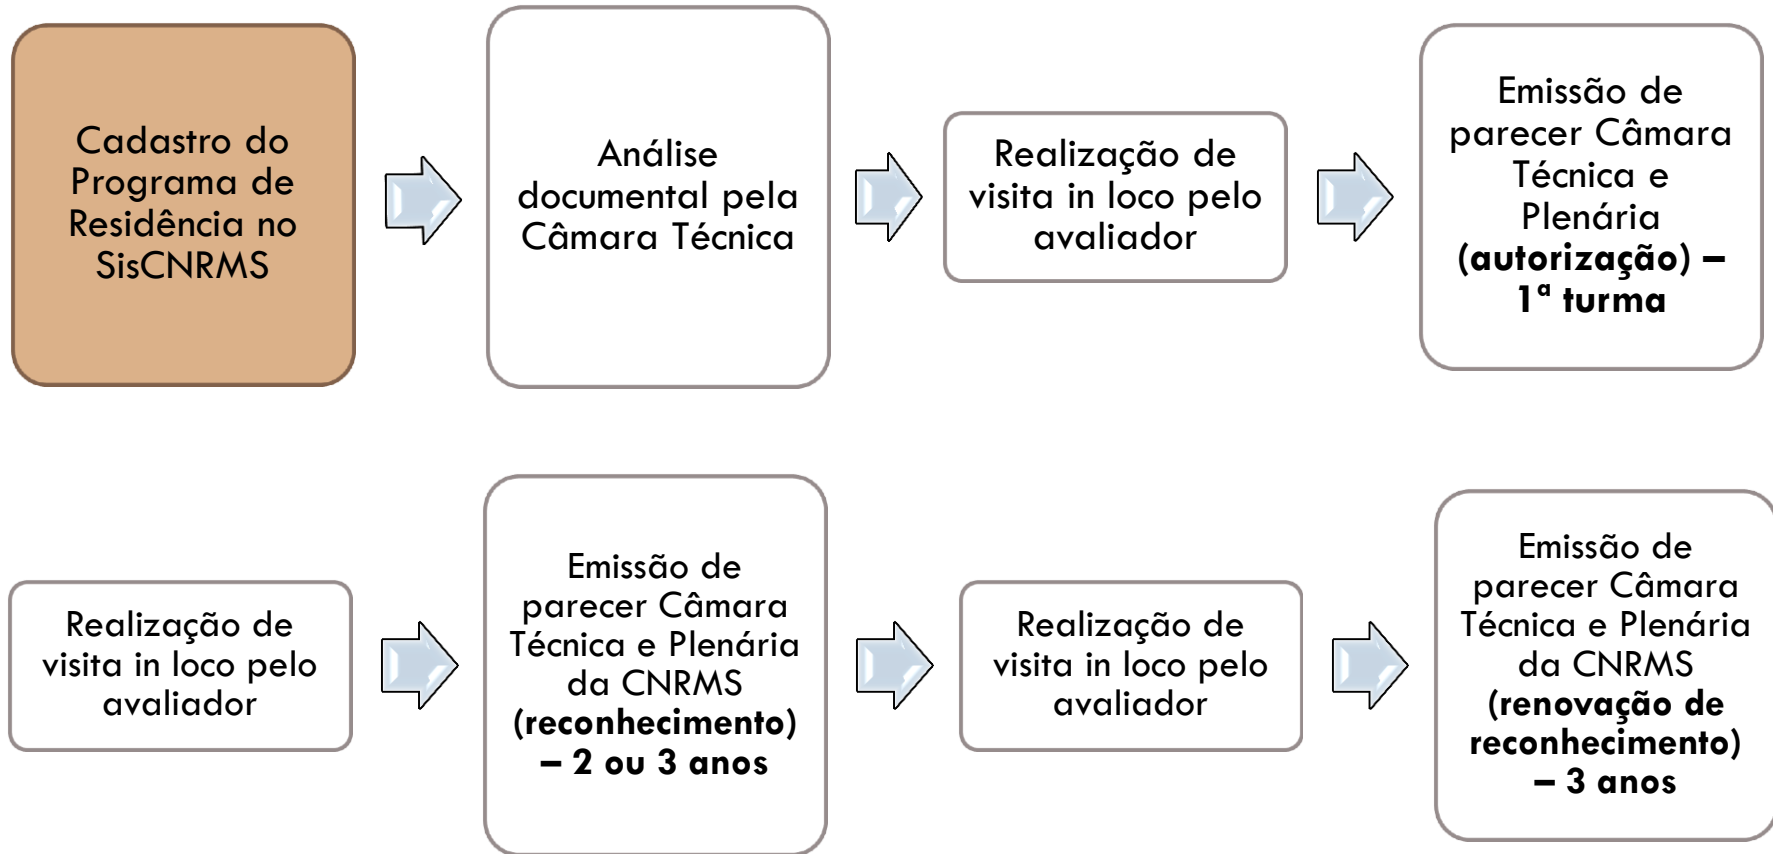 Cadastro do
Programa de
Residência no
SisCNRMS
Análise
documental pela
Câmara Técnica
Realização de
visita in loco pelo
avaliador
Emissão de
parecer Câmara
Técnica e
Plenária
(autorização) –
1ª turma
Realização de
visita in loco pelo
avaliador
Emissão de
parecer Câmara
Técnica e Plenária
da CNRMS
(reconhecimento)
– 2 ou 3 anos
Realização de
visita in loco pelo
avaliador
Emissão de
parecer Câmara
Técnica e Plenária
da CNRMS
(renovação de
reconhecimento)
– 3 anos